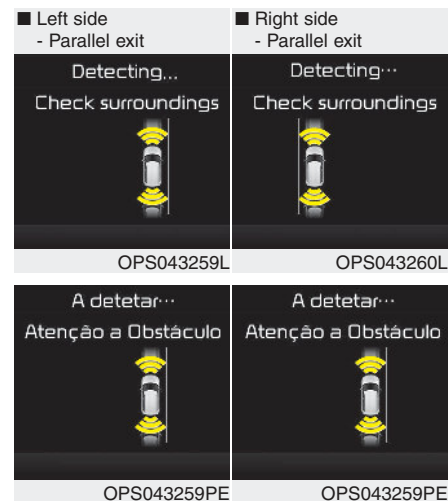 ■ Left side
- Parallel exit
■ Right side
- Parallel exit
Detecting...
Check surroundings
Detecting···
Check surroundings
OPS043259L
OPS043260L
A detetar···
Atenção a Obstáculo
A detetar···
Atenção a Obstáculo
OPS043259PE
OPS043259PE